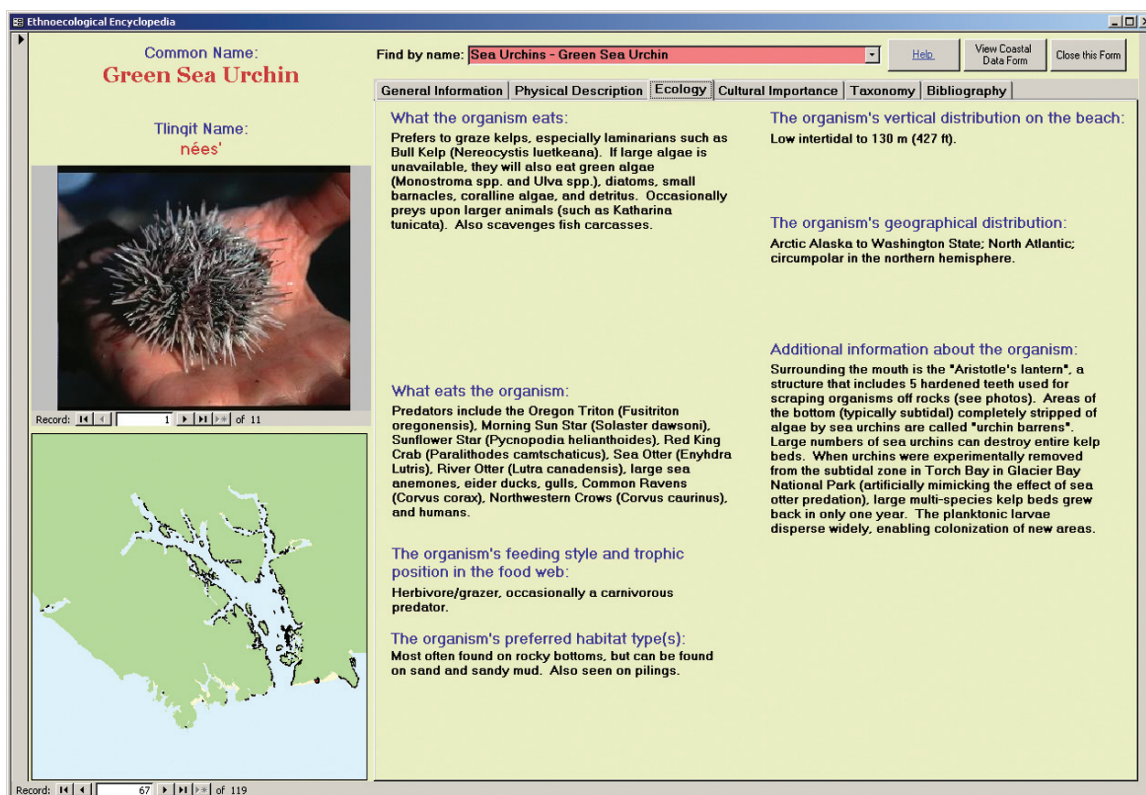 Ethnoecological Encyclopedia
Common Name:
Green Sea Urchin
Tlingit Name:
nées'
Record: 1 of 11
Record: 67 of 119
Find by name: Sea Urchins - Green Sea Urchin
Help
View Coastal
Data Form
Close this Form
General Information Physical Description Ecology Cultural Importance Taxonomy Bibliography
What the organism eats:
Prefers to graze kelps, especially laminarians such as
Bull Kelp (Nereocystis luetkeana). If large algae is
unavailable, they will also eat green algae
(Monostroma spp. and Ulva spp.), diatoms, small
barnacles, coralline algae, and detritus. Occasionally
preys upon larger animals (such as Katharina
tunicata). Also scavenges fish carcasses.
What eats the organism:
Predators include the Oregon Triton (Fusitriton
oregonensis), Morning Sun Star (Solaster dawsoni),
Sunflower Star (Pycnopodia helianthoides), Red King
Crab (Paralithodes camtschaticus), Sea Otter (Enyhdra
Lutris), River Otter (Lutra canadensis), large sea
anemones, eider ducks, gulls, Common Ravens
(Corvus corax), Northwestern Crows (Corvus caurinus),
and humans.
The organism's feeding style and trophic
position in the food web:
Herbivore/grazer, occasionally a carnivorous
predator.
The organism's preferred habitat type(s):
Most often found on rocky bottoms, but can be found
on sand and sandy mud. Also seen on pilings.
The organism's vertical distribution on the beach:
Low intertidal to 130 m (427 ft).
The organism's geographical distribution:
Arctic Alaska to Washington State; North Atlantic;
circumpolar in the northern hemisphere.
Additional information about the organism:
Surrounding the mouth is the "Aristotle's lantern", a
structure that includes 5 hardened teeth used for
scraping organisms off rocks (see photos). Areas of
the bottom (typically subtidal) completely stripped of
algae by sea urchins are called "urchin barrens".
Large numbers of sea urchins can destroy entire kelp
beds. When urchins were experimentally removed
from the subtidal zone in Torch Bay in Glacier Bay
National Park (artificially mimicking the effect of sea
otter predation), large multi-species kelp beds grew
back in only one year. The planktonic larvae
disperse widely, enabling colonization of new areas.